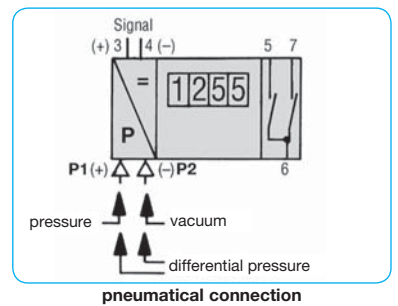 Signal
(+) 3 4 (–) 5 7
=
1255
P
P1 (+) (–) P2 6
pressure vacuum
differential pressure
pneumatical connection